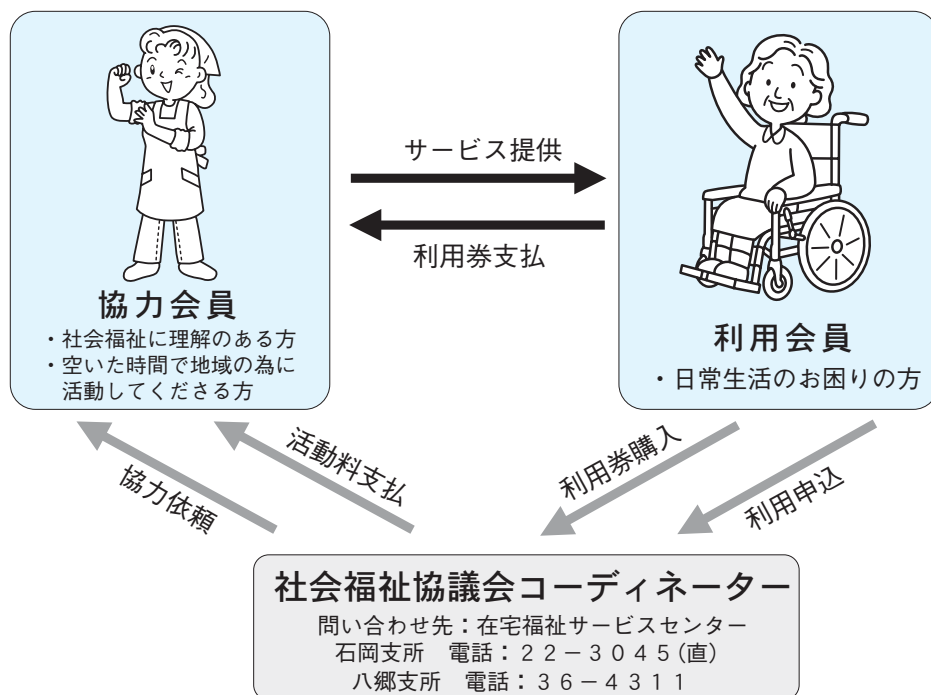 サービス提供
利用券支払
協力会員
・社会福祉に理解のある方
・空いた時間で地域の為に
活動してくださる方
利用会員
・日常生活のお困りの方
協力依頼
活動料支払
利用券購入
利用申込
社会福祉協議会コーディネーター
問い合わせ先：在宅福祉サービスセンター
石岡支所　電話：２２－３０４５(直)
八郷支所　電話：３６－４３１１